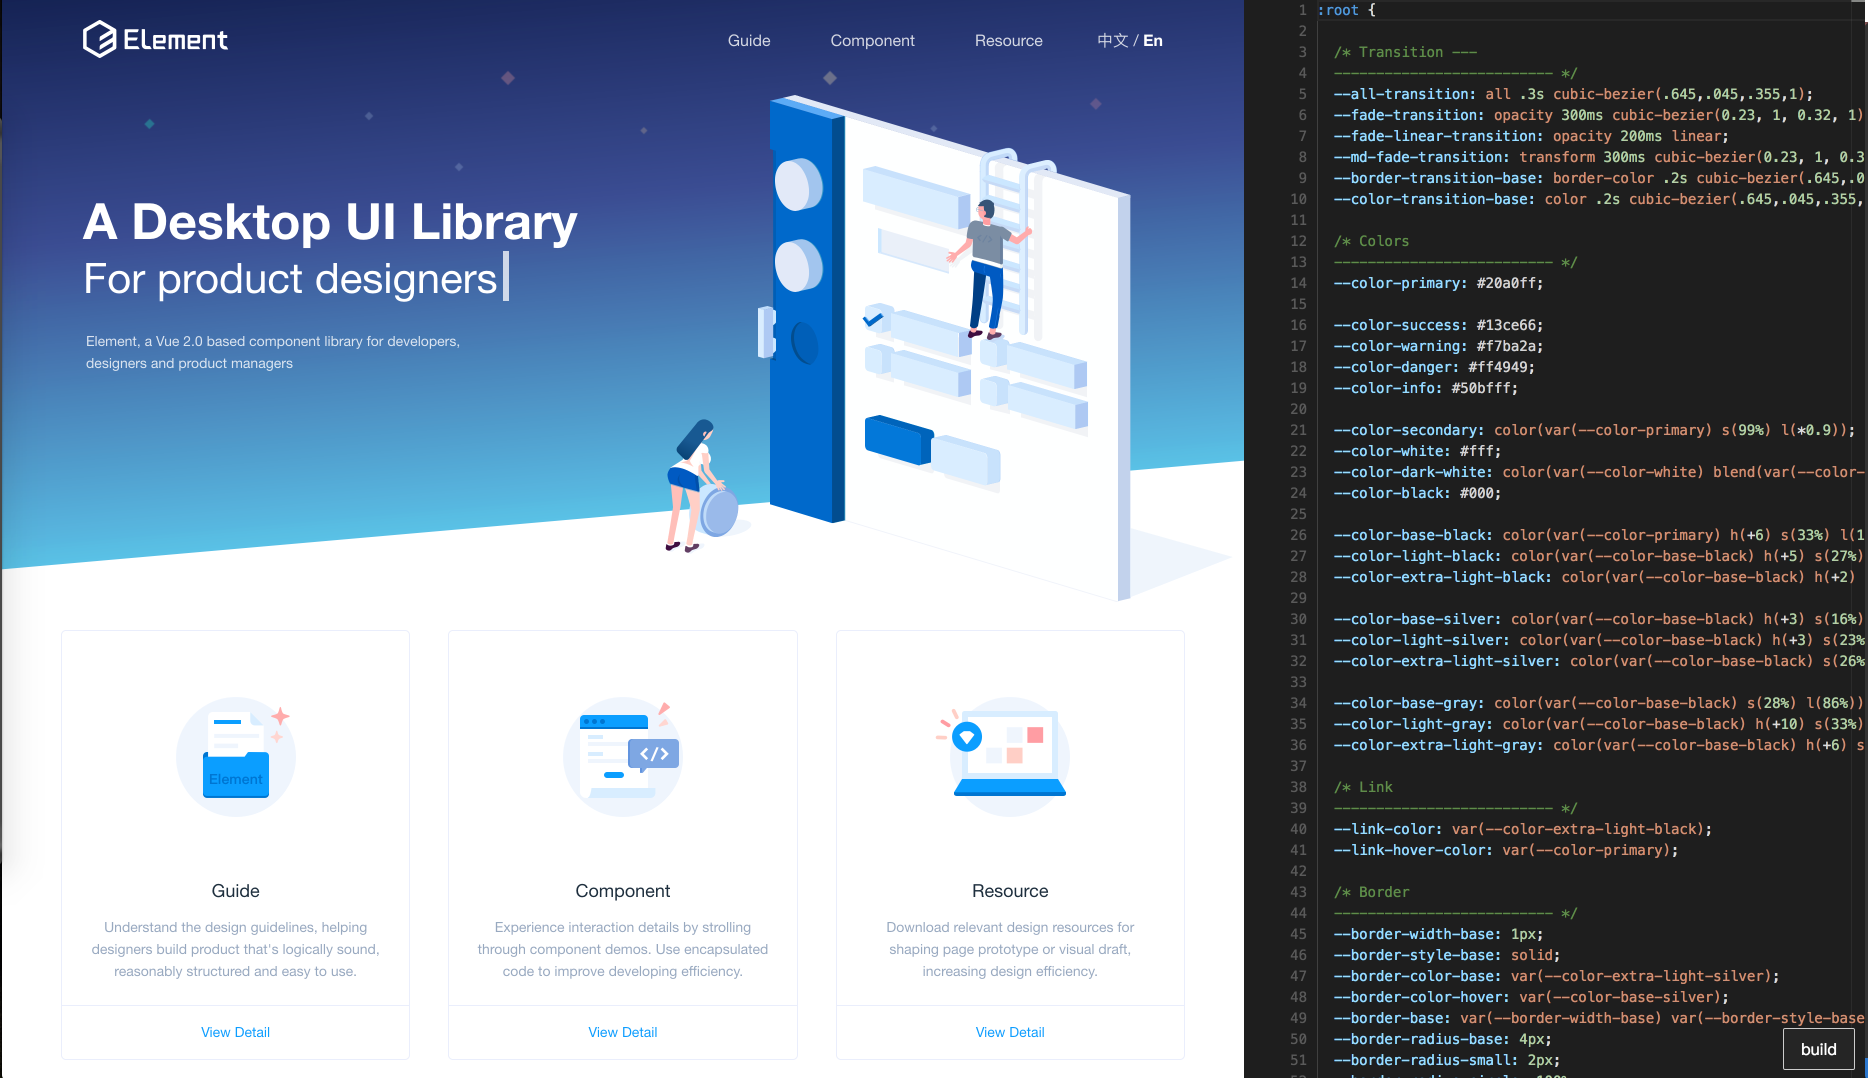 Element
Guide
Component
Resource
中文 / En
A Desktop UI Library
For product designers
Element, a Vue 2.0 based component library for developers,
designers and product managers
Element
Guide
Understand the design guidelines, helping
designers build product that's logically sound,
reasonably structured and easy to use.
View Detail
</>
Component
Experience interaction details by strolling
through component demos. Use encapsulated
code to improve developing efficiency.
View Detail
Resource
Download relevant design resources for
shaping page prototype or visual draft,
increasing design efficiency.
View Detail
1 :root {
2
3 /* Transition ---
4 -------------------------- */
5 --all-transition: all .3s cubic-bezier(.645,.045,.355,1);
6 --fade-transition: opacity 300ms cubic-bezier(0.23, 1, 0.32, 1)
7 --fade-linear-transition: opacity 200ms linear;
8 --md-fade-transition: transform 300ms cubic-bezier(0.23, 1, 0.3
9 --border-transition-base: border-color .2s cubic-bezier(.645,.0
10 --color-transition-base: color .2s cubic-bezier(.645,.045,.355,
11
12 /* Colors
13 -------------------------- */
14 --color-primary: #20a0ff;
15
16 --color-success: #13ce66;
17 --color-warning: #f7ba2a;
18 --color-danger: #ff4949;
19 --color-info: #50bfff;
20
21 --color-secondary: color(var(--color-primary) s(99%) l(*0.9));
22 --color-white: #fff;
23 --color-dark-white: color(var(--color-white) blend(var(--color-
24 --color-black: #000;
25
26 --color-base-black: color(var(--color-primary) h(+6) s(33%) l(1
27 --color-light-black: color(var(--color-base-black) h(+5) s(27%)
28 --color-extra-light-black: color(var(--color-base-black) h(+2)
29
30 --color-base-silver: color(var(--color-base-black) h(+3) s(16%)
31 --color-light-silver: color(var(--color-base-black) h(+3) s(23%
32 --color-extra-light-silver: color(var(--color-base-black) s(26%
33
34 --color-base-gray: color(var(--color-base-black) s(28%) l(86%))
35 --color-light-gray: color(var(--color-base-black) h(+10) s(33%)
36 --color-extra-light-gray: color(var(--color-base-black) h(+6) s
37
38 /* Link
39 -------------------------- */
40 --link-color: var(--color-extra-light-black);
41 --link-hover-color: var(--color-primary);
42
43 /* Border
44 -------------------------- */
45 --border-width-base: 1px;
46 --border-style-base: solid;
47 --border-color-base: var(--color-extra-light-silver);
48 --border-color-hover: var(--color-base-silver);
49 --border-base: var(--border-width-base) var(--border-style-base
50 --border-radius-base: 4px;
51 --border-radius-small: 2px;
build